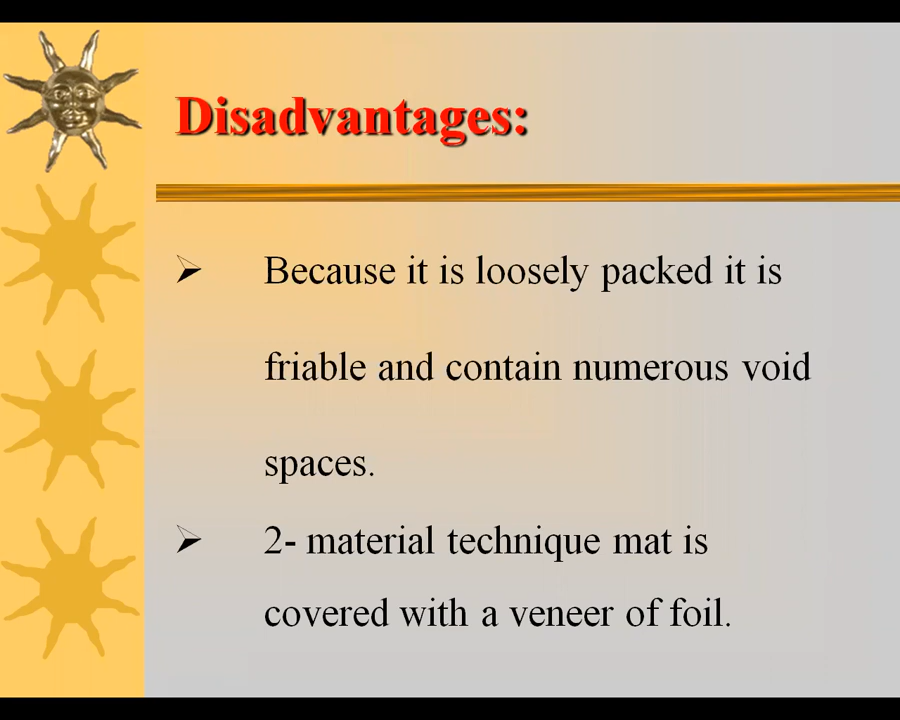 Disadvantages:
➢ Because it is loosely packed it is
friable and contain numerous void
spaces.
➢ 2- material technique mat is
covered with a veneer of foil.